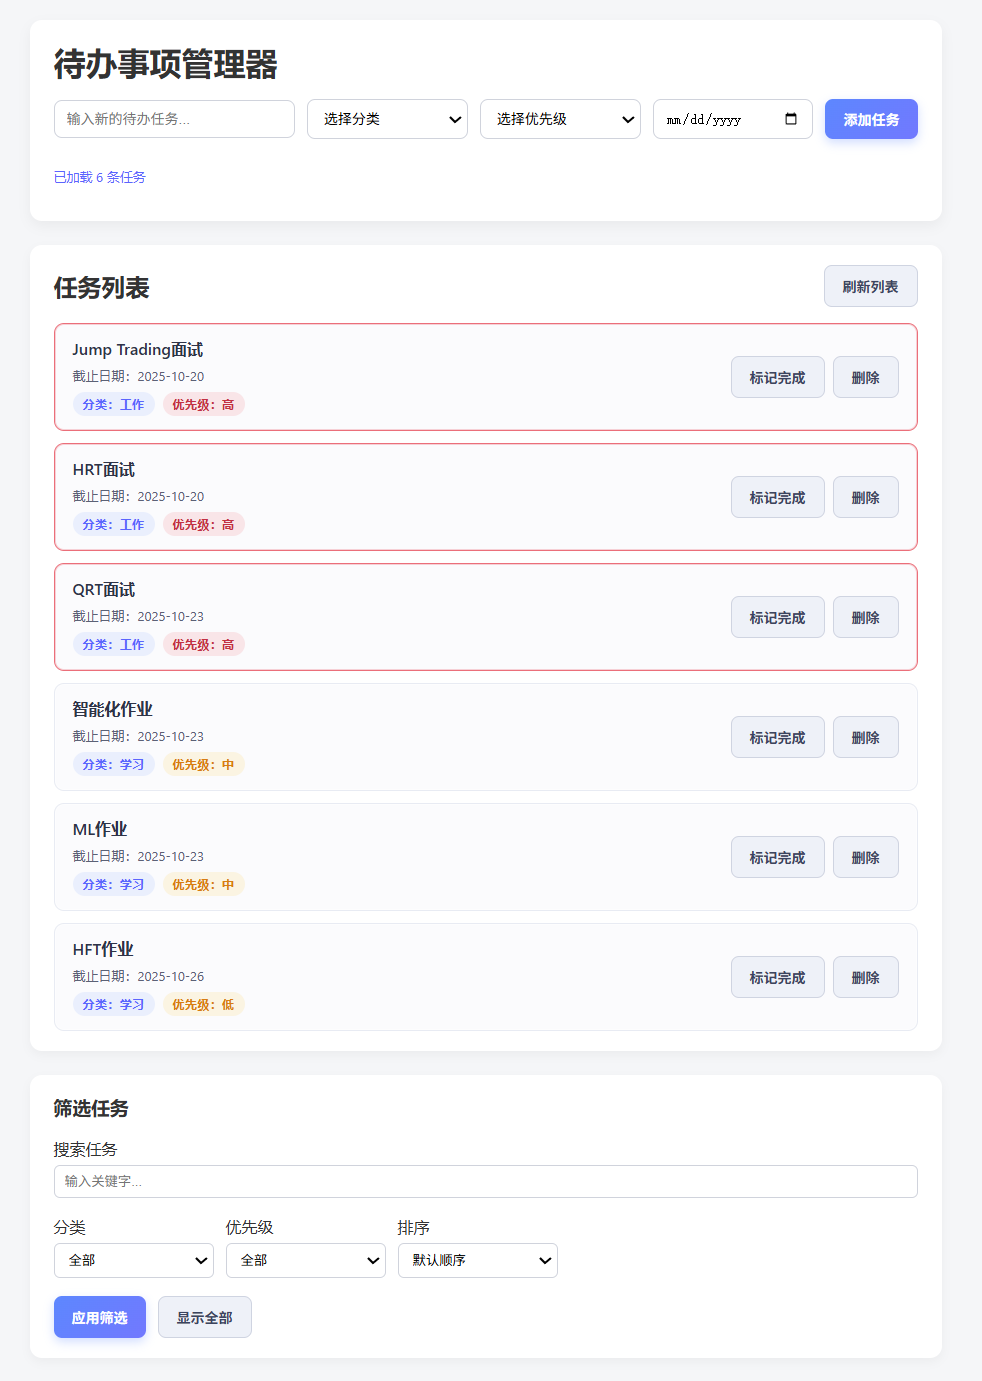 待办事项管理器
输入新的待办任务... 选择分类 选择优先级 mm/dd/yyyy 添加任务
已加载 6 条任务
任务列表 刷新列表
Jump Trading面试
截止日期：2025-10-20
分类：工作 优先级：高
标记完成 删除
HRT面试
截止日期：2025-10-20
分类：工作 优先级：高
标记完成 删除
QRT面试
截止日期：2025-10-23
分类：工作 优先级：高
标记完成 删除
智能化作业
截止日期：2025-10-23
分类：学习 优先级：中
标记完成 删除
ML作业
截止日期：2025-10-23
分类：学习 优先级：中
标记完成 删除
HFT作业
截止日期：2025-10-26
分类：学习 优先级：低
标记完成 删除
筛选任务
搜索任务
输入关键字...
分类 优先级 排序
全部 全部 默认顺序
应用筛选 显示全部